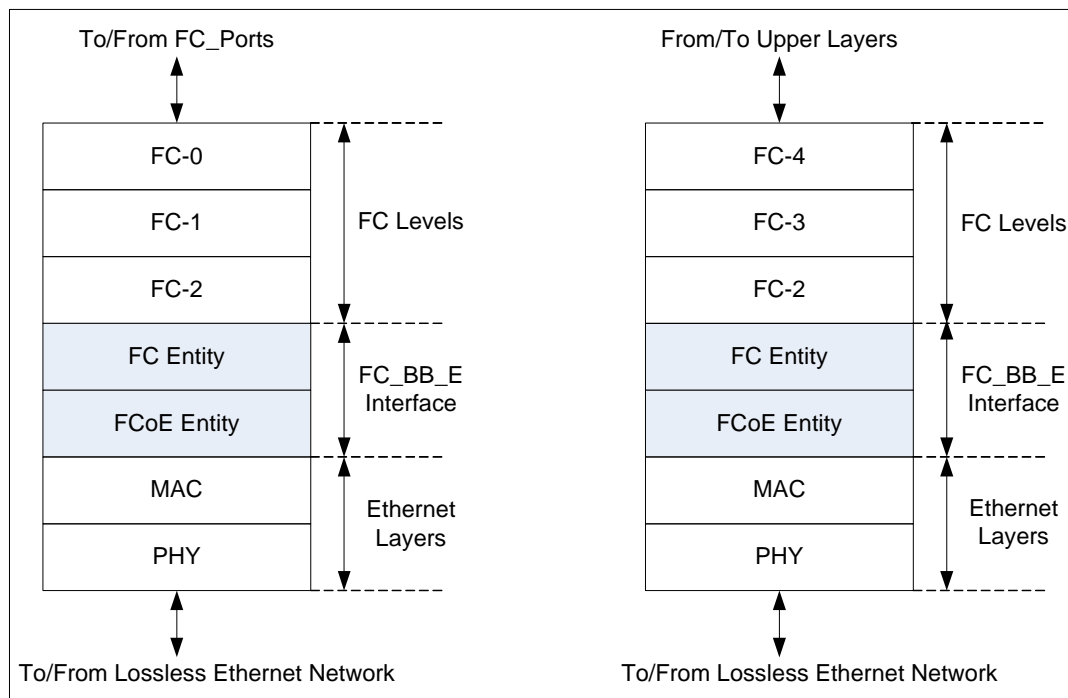 To/From FC_Ports
FC-0
FC-1
FC-2
FC Levels
FC Entity
FCoE Entity
FC_BB_E
Interface
MAC
PHY
Ethernet
Layers
To/From Lossless Ethernet Network
From/To Upper Layers
FC-4
FC-3
FC-2
FC Levels
FC Entity
FCoE Entity
FC_BB_E
Interface
MAC
PHY
Ethernet
Layers
To/From Lossless Ethernet Network